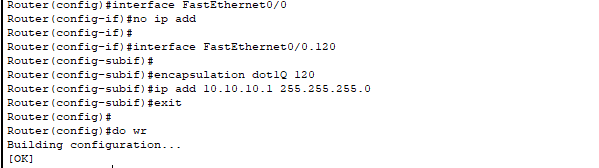 Router(config)#interface FastEthernet0/0
Router(config-if)#no ip add
Router(config-if)#
Router(config-if)#interface FastEthernet0/0.120
Router(config-subif)#
Router(config-subif)#encapsulation dot1Q 120
Router(config-subif)#ip add 10.10.10.1 255.255.255.0
Router(config-subif)#exit
Router(config)#
Router(config)#do wr
Building configuration...
[OK]